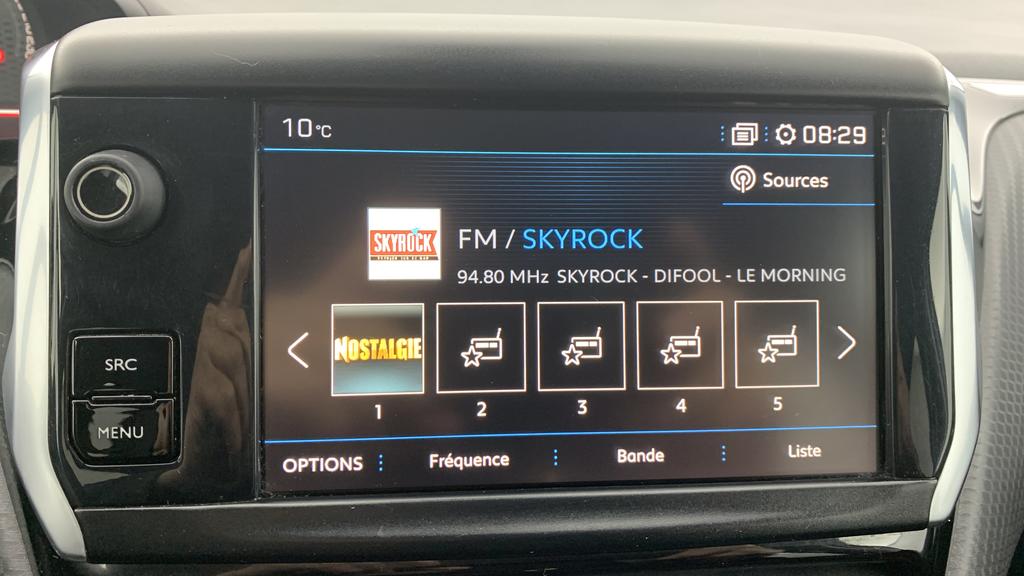 10°C
08:29
Sources
SKYROCK
FM / SKYROCK
94.80 MHz SKYROCK - DIFOOL - LE MORNING
NOSTALGIE
1 2 3 4 5
SRC
MENU
OPTIONS Fréquence Bande Liste